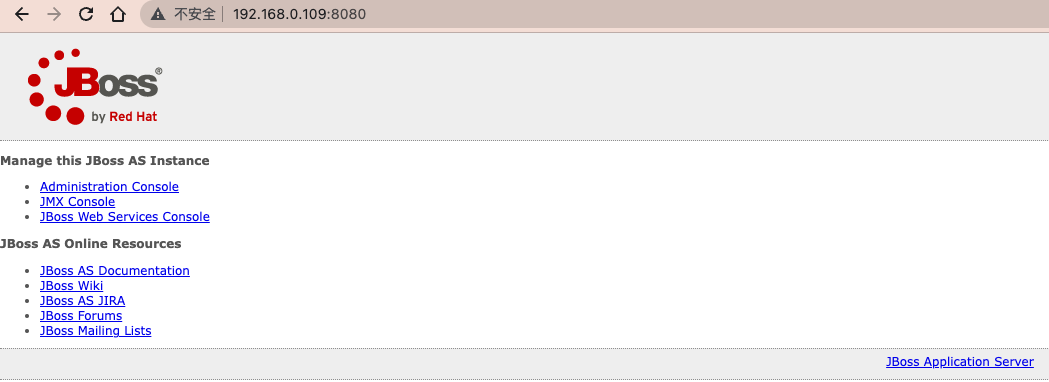 不安全 192.168.0.109:8080
JBoss®
by Red Hat
Manage this JBoss AS Instance
Administration Console
JMX Console
JBoss Web Services Console
JBoss AS Online Resources
JBoss AS Documentation
JBoss Wiki
JBoss AS JIRA
JBoss Forums
JBoss Mailing Lists
JBoss Application Server